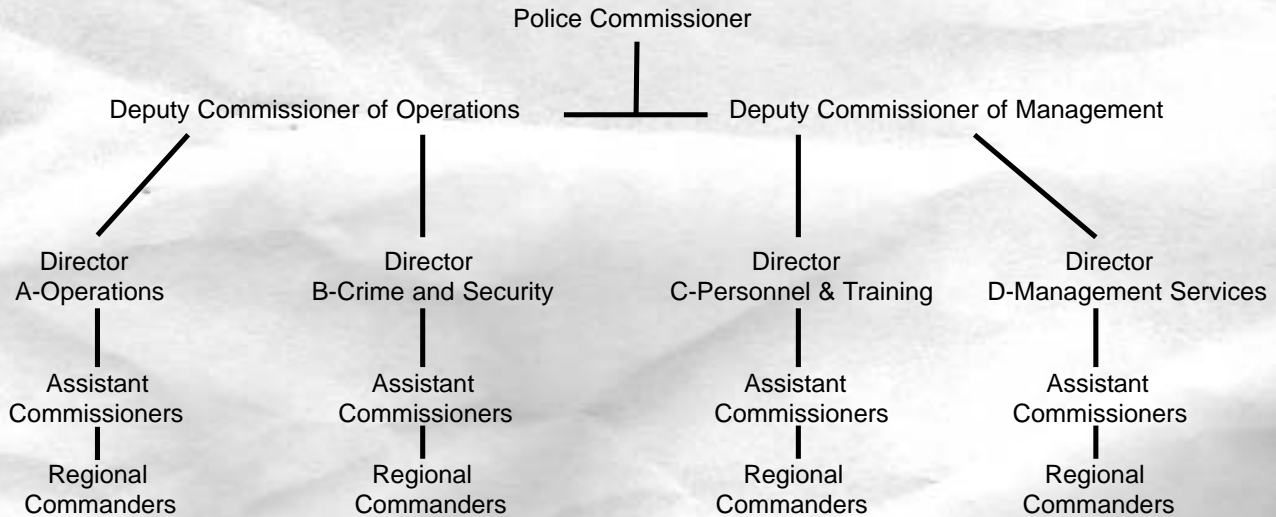 Police Commissioner
Deputy Commissioner of Operations
Deputy Commissioner of Management
Director
A-Operations
Director
B-Crime and Security
Director
C-Personnel & Training
Director
D-Management Services
Assistant
Commissioners
Assistant
Commissioners
Assistant
Commissioners
Assistant
Commissioners
Regional
Commanders
Regional
Commanders
Regional
Commanders
Regional
Commanders